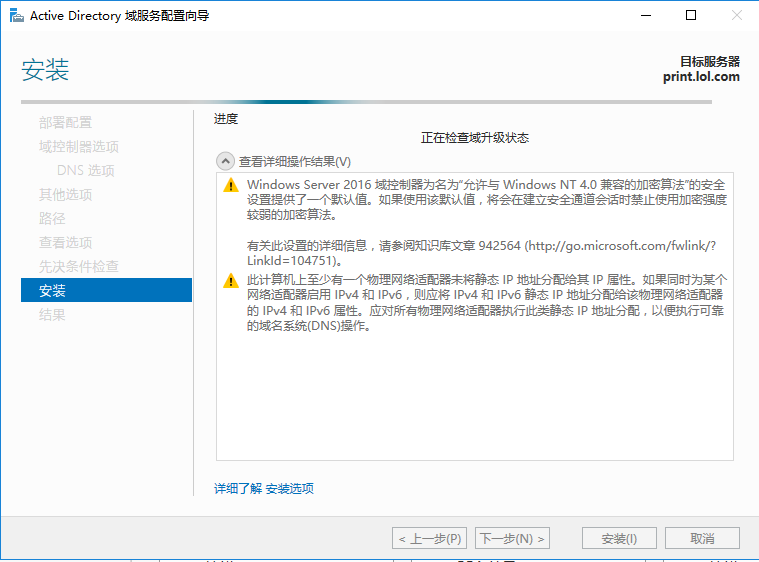 Active Directory 域服务配置向导
安装
目标服务器
print.lol.com
部署配置
域控制器选项
DNS 选项
其他选项
路径
查看选项
先决条件检查
安装
结果
进度
正在检查域升级状态
查看详细操作结果(V)
Windows Server 2016 域控制器为名为“允许与 Windows NT 4.0 兼容的加密算法”的安全
设置提供了一个默认值。如果使用该默认值，将会在建立安全通道会话时禁止使用加密强度
较弱的加密算法。
有关此设置的详细信息，请参阅知识库文章 942564 (http://go.microsoft.com/fwlink/?
LinkId=104751)。
此计算机上至少有一个物理网络适配器未将静态 IP 地址分配给其 IP 属性。如果同时为某个
网络适配器启用 IPv4 和 IPv6，则应将 IPv4 和 IPv6 静态 IP 地址分配给该物理网络适配器
的 IPv4 和 IPv6 属性。应对所有物理网络适配器执行此类静态 IP 地址分配，以便执行可靠
的域名系统(DNS)操作。
详细了解 安装选项
< 上一步(P)
下一步(N) >
安装(I)
取消